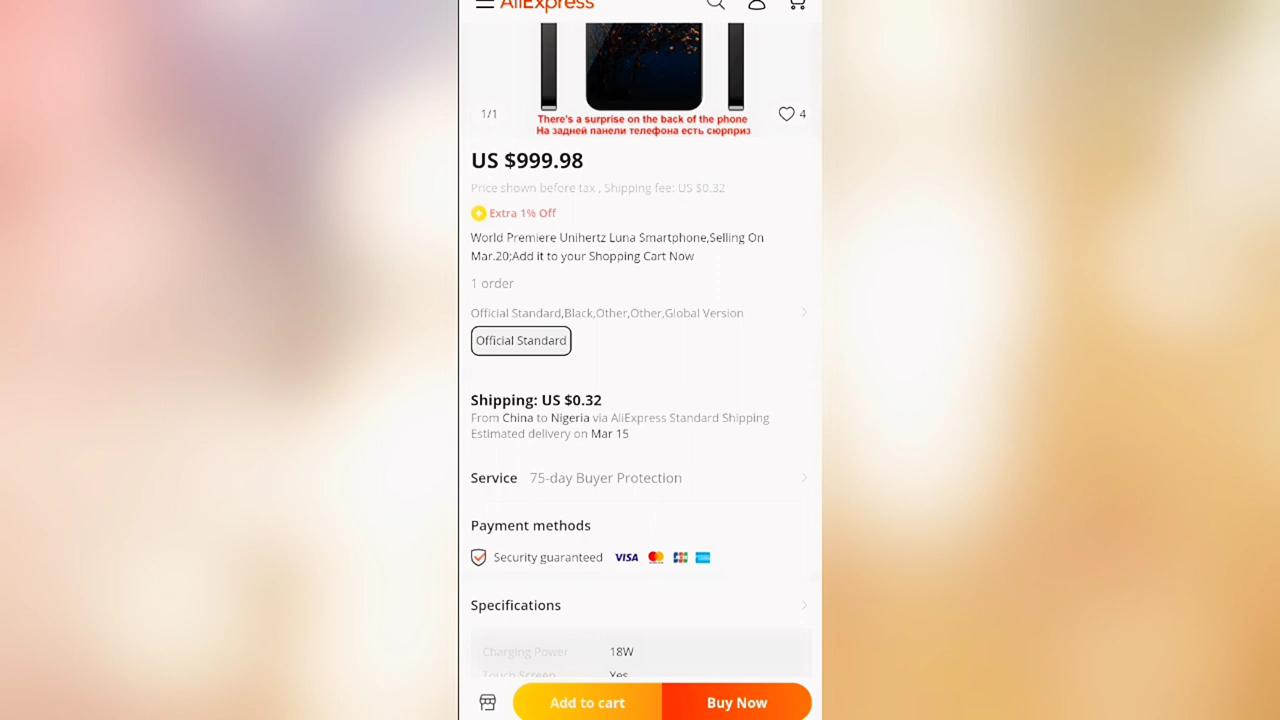 AliExpress
1/1
There's a surprise on the back of the phone
На задней панели телефона есть сюрприз
4
US $999.98
Price shown before tax , Shipping fee: US $0.32
Extra 1% Off
World Premiere Unihertz Luna Smartphone,Selling On
Mar.20;Add it to your Shopping Cart Now
1 order
Official Standard,Black,Other,Other,Global Version
Official Standard
Shipping: US $0.32
From China to Nigeria via AliExpress Standard Shipping
Estimated delivery on Mar 15
Service 75-day Buyer Protection
Payment methods
Security guaranteed VISA
Specifications
Charging Power 18W
Touch Screen Yes
Add to cart Buy Now